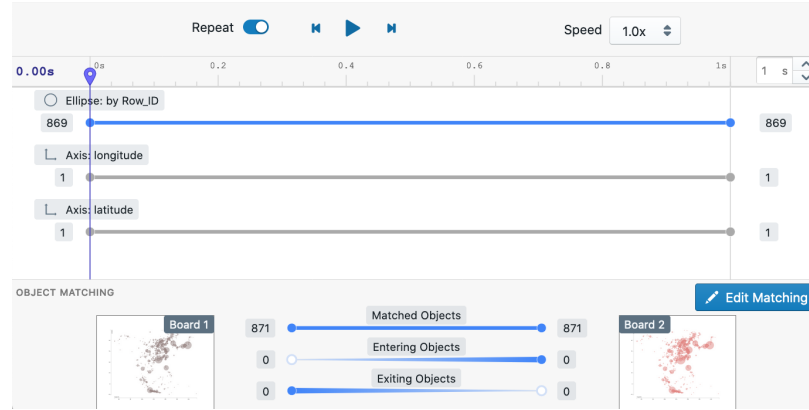 Repeat
Speed 1.0x
0.00s 0s 0.2 0.4 0.6 0.8 1s 1 s
Ellipse: by Row_ID
869 869
Axis: longitude
1 1
Axis: latitude
1 1
OBJECT MATCHING
Edit Matching
Board 1 Board 2
Matched Objects
871 871
Entering Objects
0 0
Exiting Objects
0 0